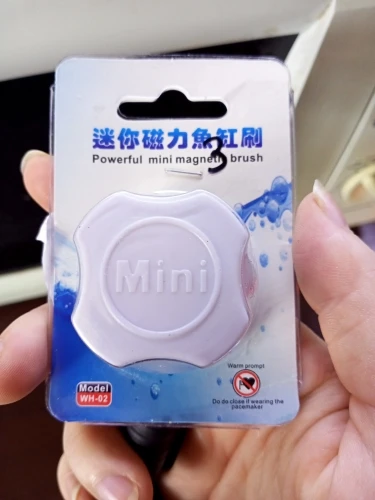 迷你磁力魚缸刷
Powerful mini magnetic brush
3
Mini
Model
WH-02
Warm prompt
Do do close if wearing the
pacemaker